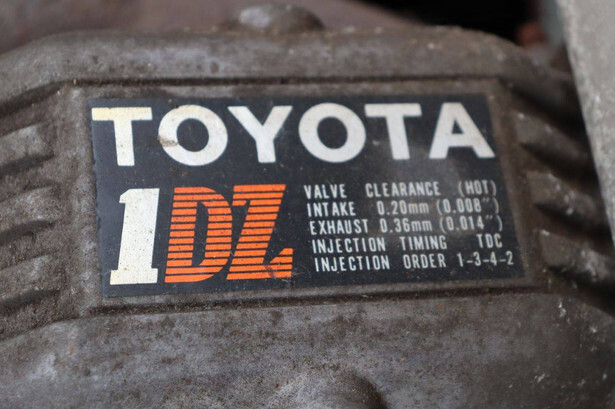 TOYOTA
1DZ
VALVE CLEARANCE (HOT)
INTAKE 0.20mm (0.008″)
EXHAUST 0.36mm (0.014″)
INJECTION TIMING TDC
INJECTION ORDER 1-3-4-2